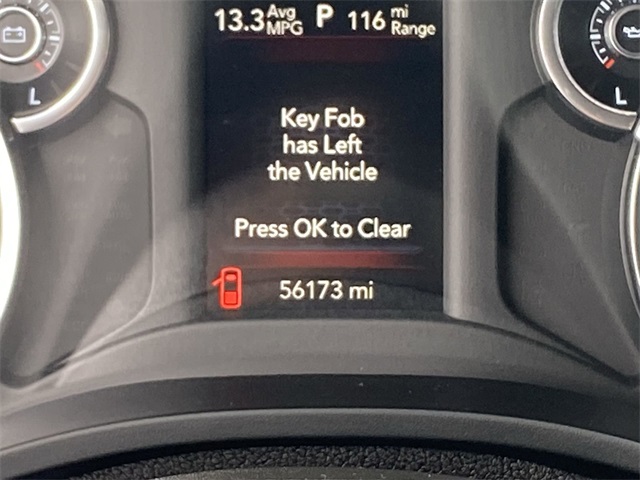 13.3 Avg MPG P 116 mi Range
Key Fob
has Left
the Vehicle
Press OK to Clear
56173 mi
L
L